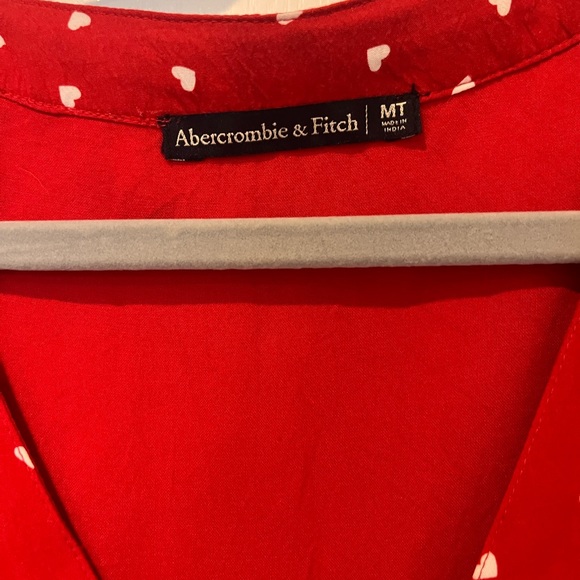 Abercrombie & Fitch
MT
MADE IN
INDIA